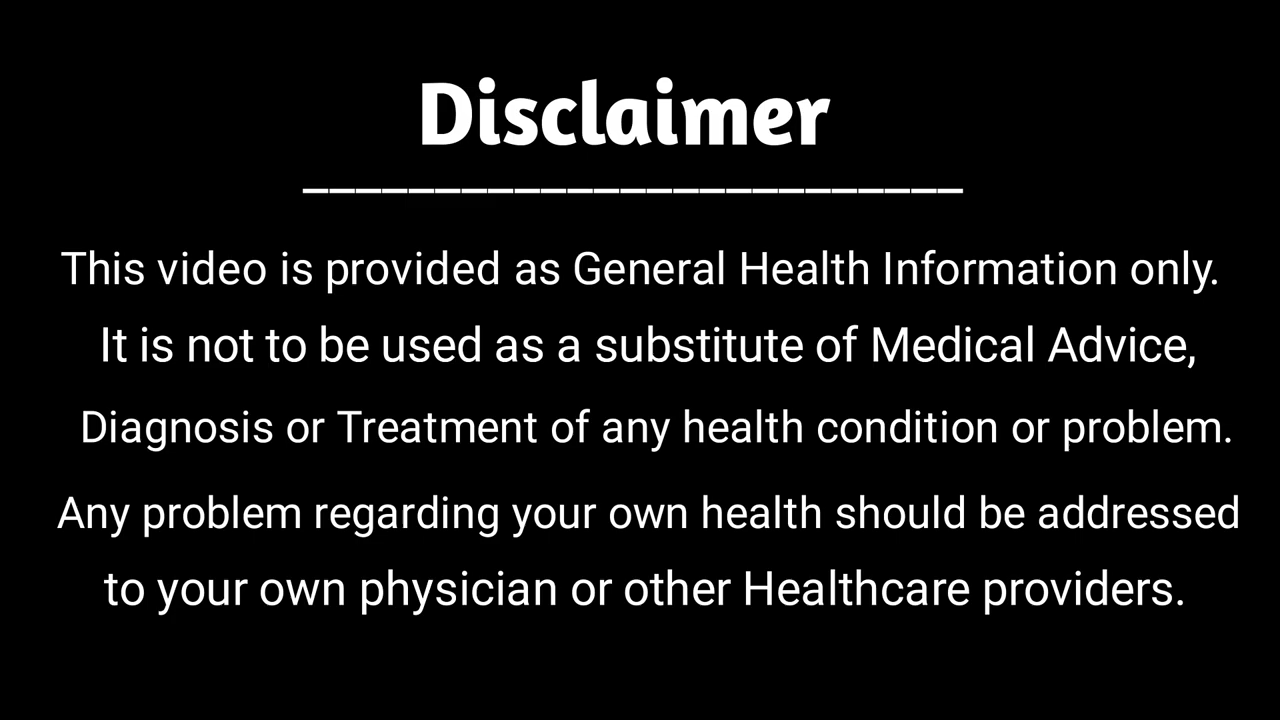 Disclaimer
This video is provided as General Health Information only.
It is not to be used as a substitute of Medical Advice,
Diagnosis or Treatment of any health condition or problem.
Any problem regarding your own health should be addressed
to your own physician or other Healthcare providers.